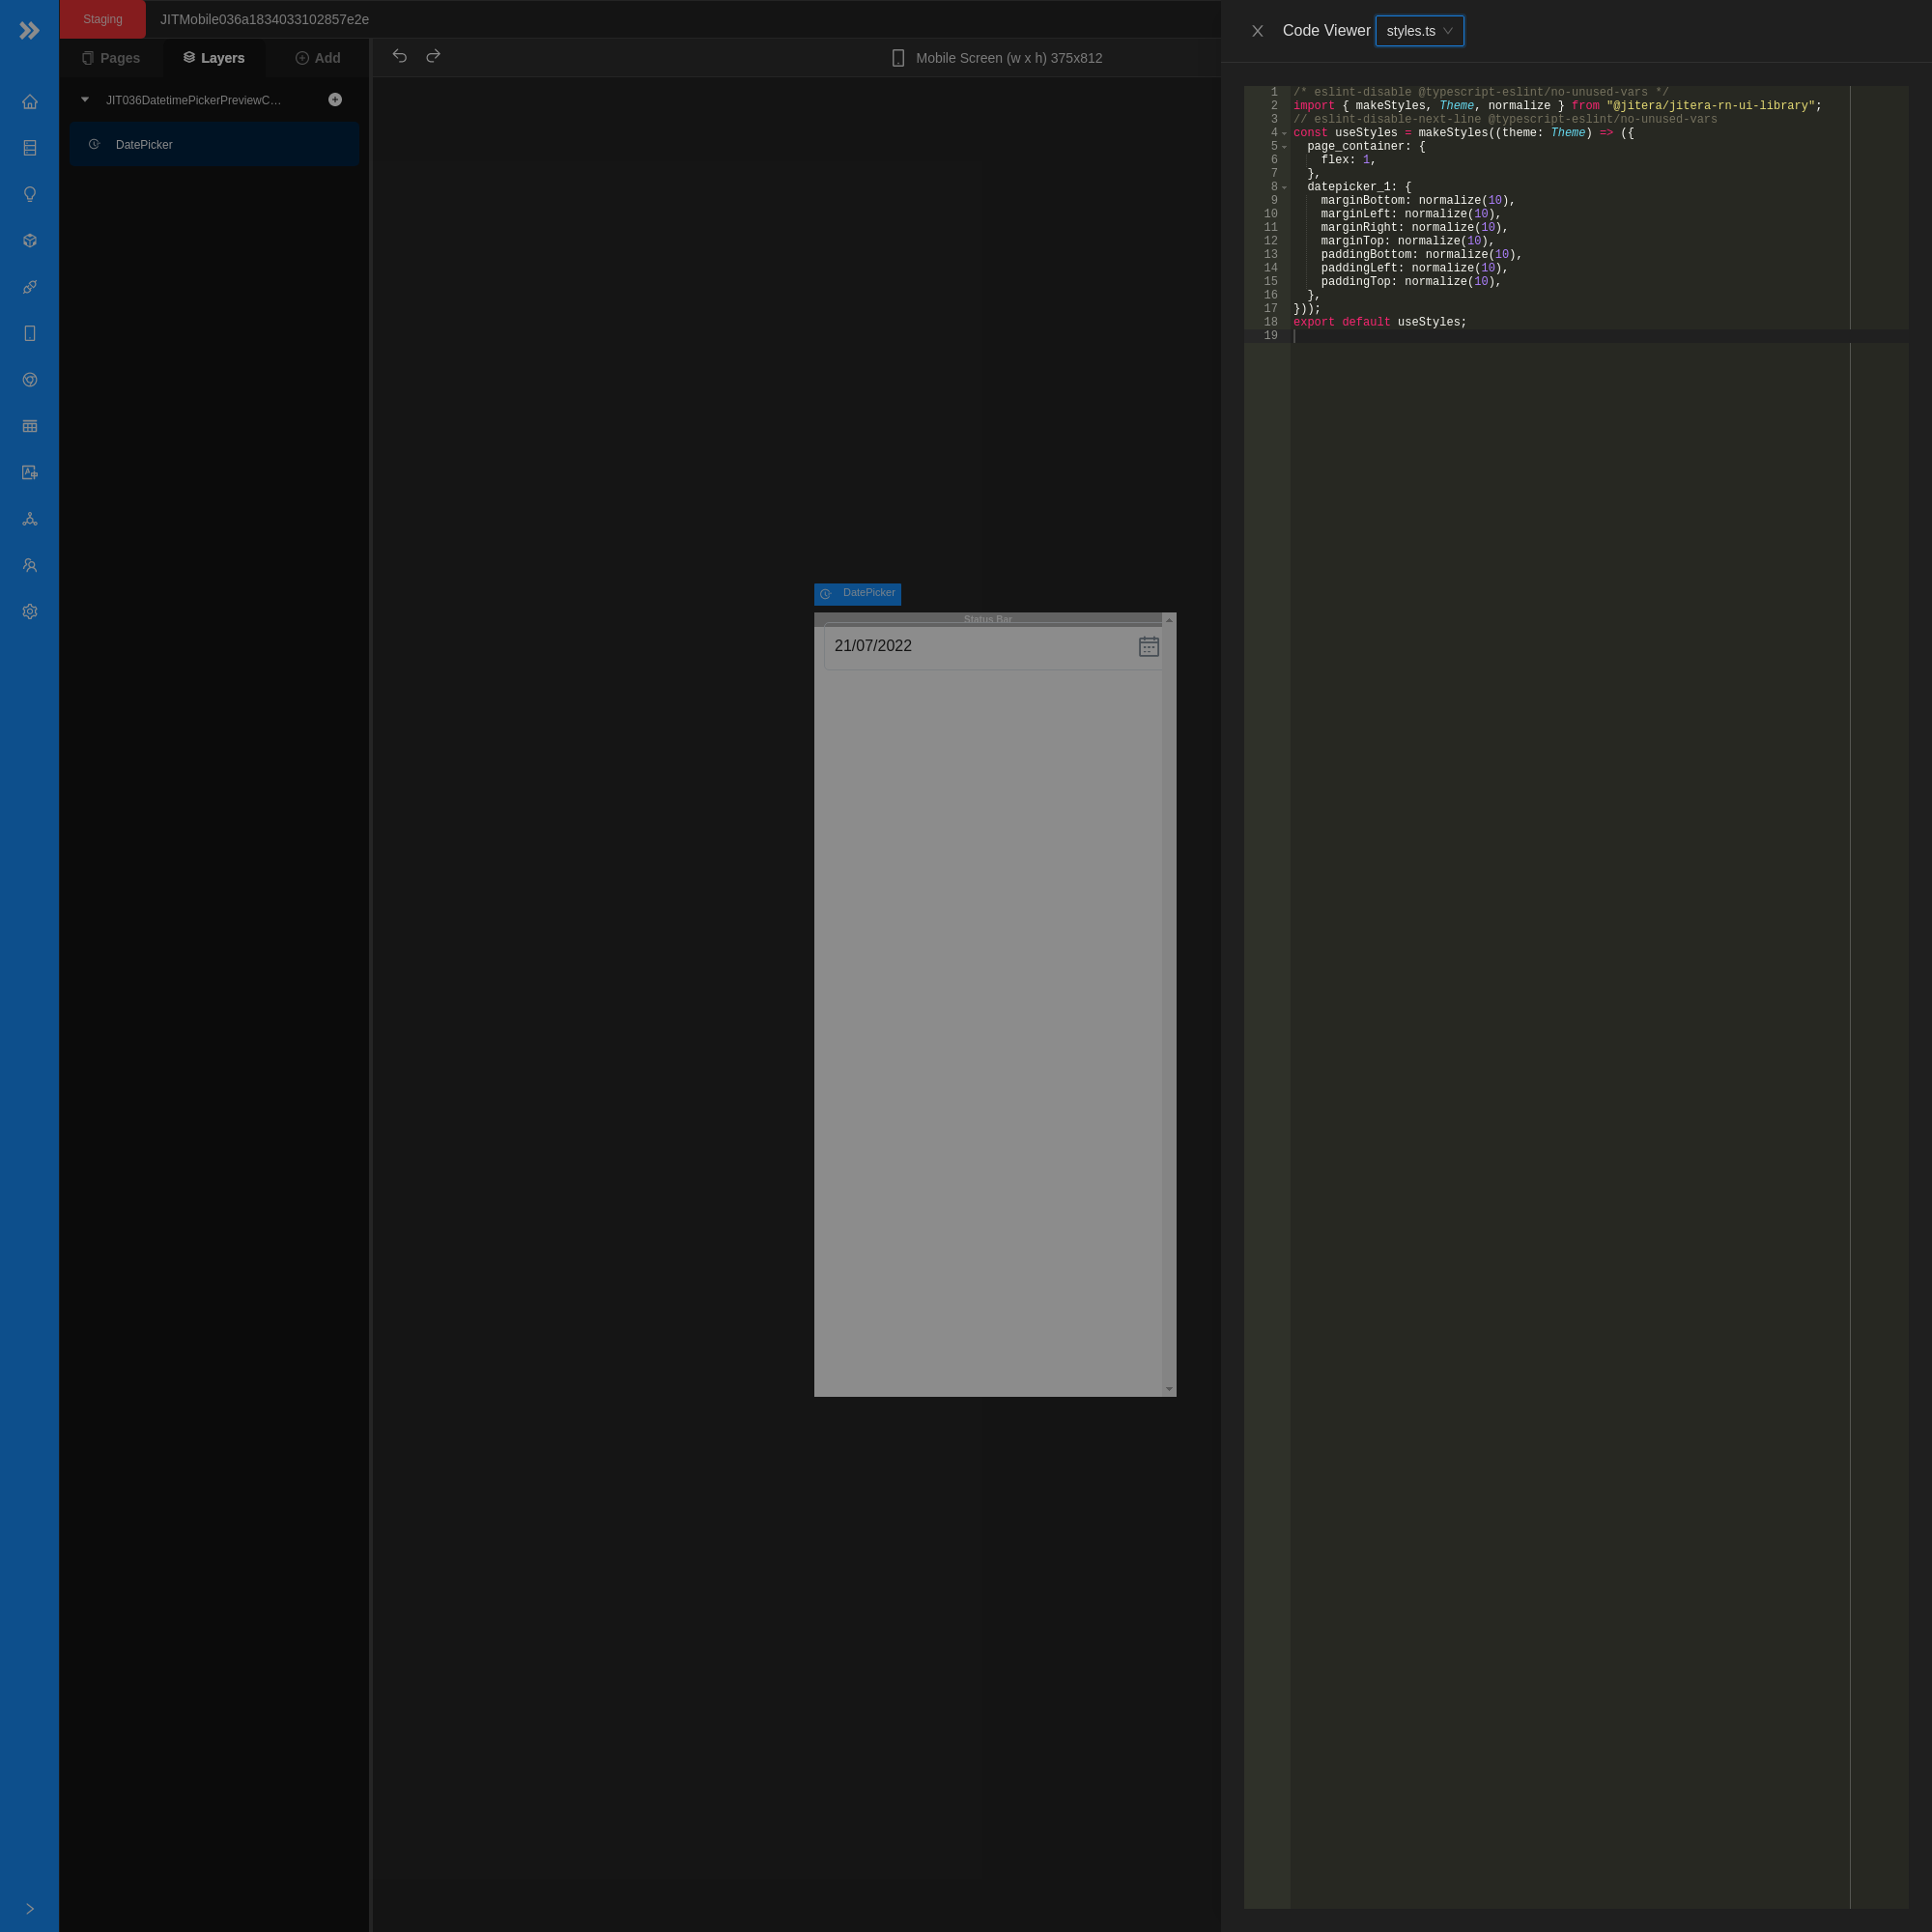 Staging
JITMobile036a1834033102857e2e
Pages
Layers
Add
Mobile Screen (w x h) 375x812
JIT036DatetimePickerPreviewC...
DatePicker
DatePicker
Status Bar
21/07/2022
Code Viewer
styles.ts
1 /* eslint-disable @typescript-eslint/no-unused-vars */
2 import { makeStyles, Theme, normalize } from "@jitera/jitera-rn-ui-library";
3 // eslint-disable-next-line @typescript-eslint/no-unused-vars
4 const useStyles = makeStyles((theme: Theme) => ({
5   page_container: {
6     flex: 1,
7   },
8   datepicker_1: {
9     marginBottom: normalize(10),
10     marginLeft: normalize(10),
11     marginRight: normalize(10),
12     marginTop: normalize(10),
13     paddingBottom: normalize(10),
14     paddingLeft: normalize(10),
15     paddingTop: normalize(10),
16   },
17 }));
18 export default useStyles;
19